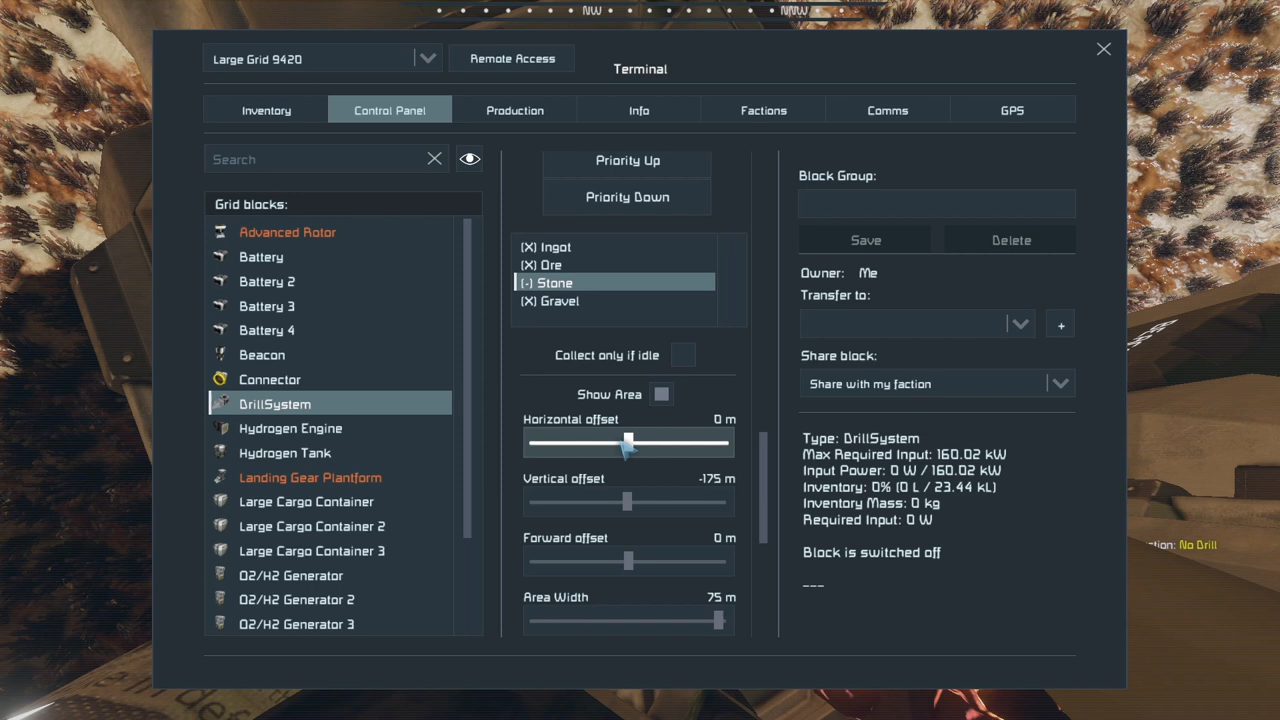 NW
NNW
Large Grid 9420
Remote Access
Terminal
Inventory
Control Panel
Production
Info
Factions
Comms
GPS
Search
Grid blocks:
Advanced Rotor
Battery
Battery 2
Battery 3
Battery 4
Beacon
Connector
DrillSystem
Hydrogen Engine
Hydrogen Tank
Landing Gear Plantform
Large Cargo Container
Large Cargo Container 2
Large Cargo Container 3
O2/H2 Generator
O2/H2 Generator 2
O2/H2 Generator 3
Priority Up
Priority Down
(X) Ingot
(X) Ore
(-) Stone
(X) Gravel
Collect only if idle
Show Area
Horizontal offset 0 m
Vertical offset -175 m
Forward offset 0 m
Area Width 75 m
Block Group:
Save
Delete
Owner: Me
Transfer to:
+
Share block:
Share with my faction
Type: DrillSystem
Max Required Input: 160.02 kW
Input Power: 0 W / 160.02 kW
Inventory: 0% (0 L / 23.44 kL)
Inventory Mass: 0 kg
Required Input: 0 W
Block is switched off
---
ction: No Drill